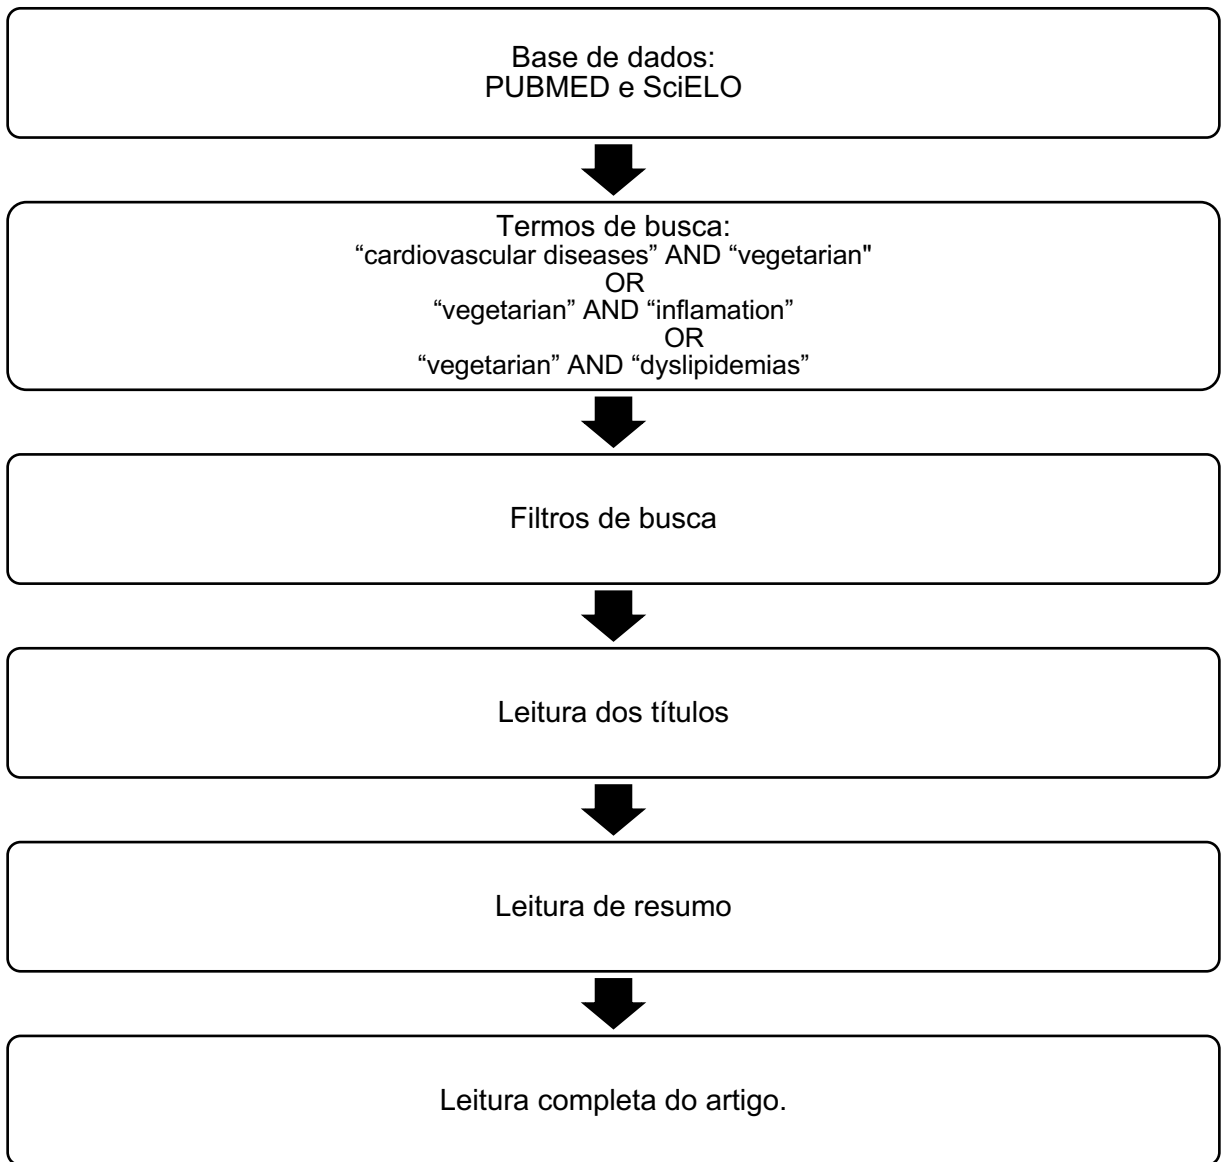 Base de dados:
PUBMED e SciELO
Termos de busca:
“cardiovascular diseases” AND “vegetarian"
OR
“vegetarian” AND “inflamation”
OR
“vegetarian” AND “dyslipidemias”
Filtros de busca
Leitura dos títulos
Leitura de resumo
Leitura completa do artigo.